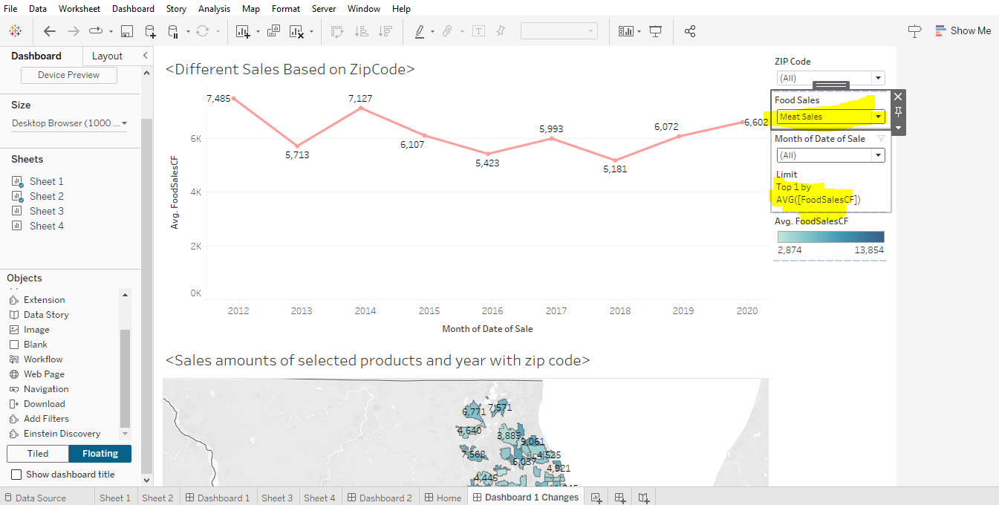 File Data Worksheet Dashboard Story Analysis Map Format Server Window Help
Show Me
Dashboard Layout
Device Preview
Size
Desktop Browser (1000 ...
Sheets
Sheet 1
Sheet 2
Sheet 3
Sheet 4
Objects
Extension
Data Story
Image
Blank
Workflow
Web Page
Navigation
Download
Add Filters
Einstein Discovery
Tiled Floating
Show dashboard title
<Different Sales Based on ZipCode>
7,485
5,713
7,127
6,107
5,423
5,993
5,181
6,072
6,602
Avg. FoodSalesCF
6K
4K
2K
0K
2012 2013 2014 2015 2016 2017 2018 2019 2020
Month of Date of Sale
ZIP Code
(All)
Food Sales
Meat Sales
Month of Date of Sale
(All)
Limit
Top 1 by
AVG([FoodSalesCF])
Avg. FoodSalesCF
2,874 13,854
<Sales amounts of selected products and year with zip code>
6,771 7,571
4,640 3,885
9,061
7,562 4,525
6,037
4,921
4,445
Data Source Sheet 1 Sheet 2 Dashboard 1 Sheet 3 Sheet 4 Dashboard 2 Home Dashboard 1 Changes